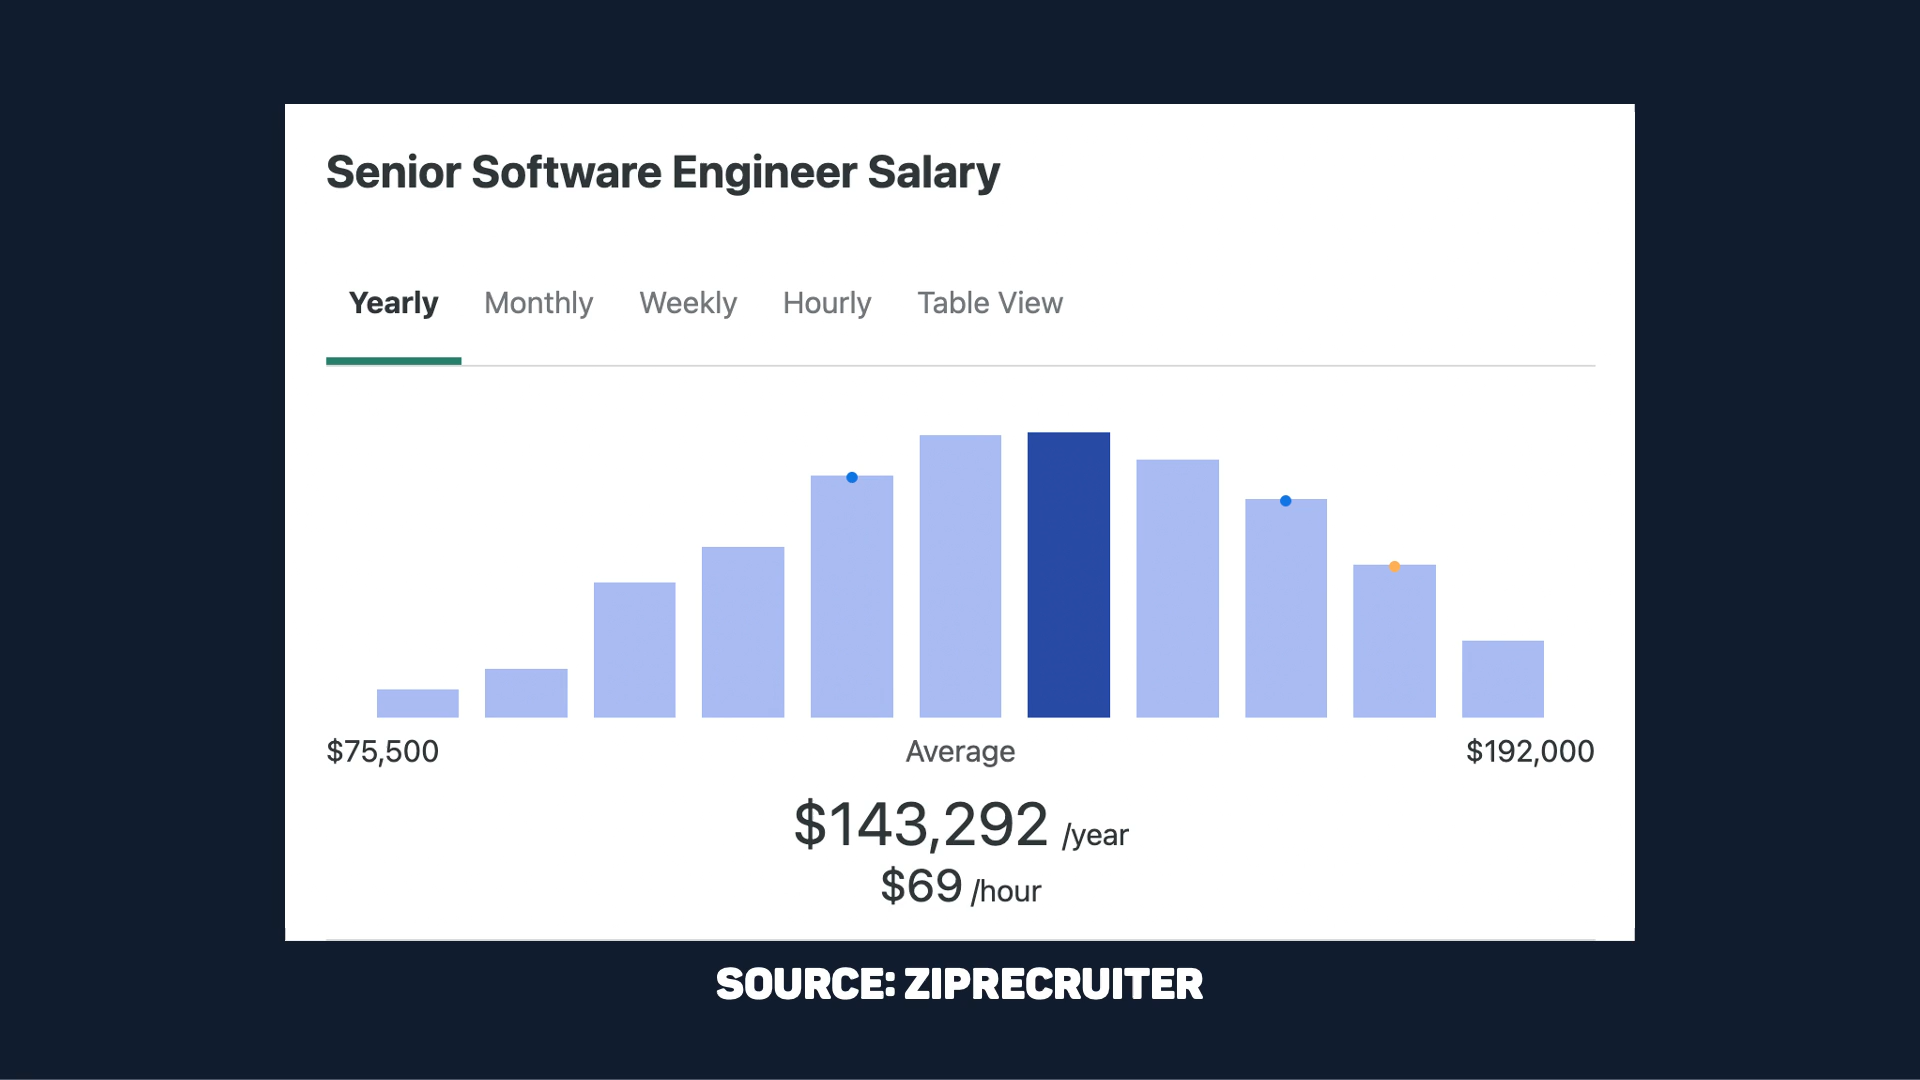 Senior Software Engineer Salary
Yearly Monthly Weekly Hourly Table View
$75,500 Average $192,000
$143,292 /year
$69 /hour
SOURCE: ZIPRECRUITER